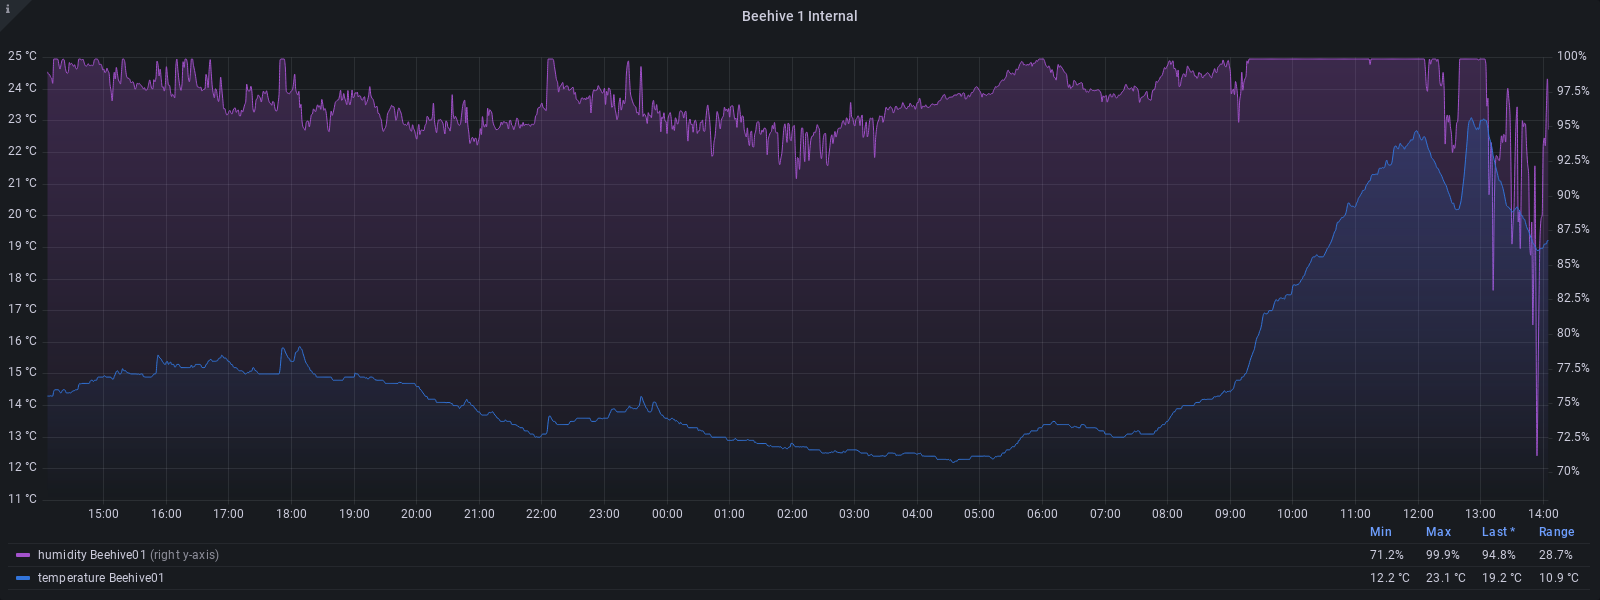 i
Beehive 1 Internal
25 °C 100%
24 °C 97.5%
23 °C 95%
22 °C 92.5%
21 °C 90%
20 °C 87.5%
19 °C 85%
18 °C 82.5%
17 °C 80%
16 °C 77.5%
15 °C 75%
14 °C 72.5%
13 °C 70%
12 °C
11 °C
15:00 16:00 17:00 18:00 19:00 20:00 21:00 22:00 23:00 00:00 01:00 02:00 03:00 04:00 05:00 06:00 07:00 08:00 09:00 10:00 11:00 12:00 13:00 14:00
Min Max Last * Range
humidity Beehive01 (right y-axis) 71.2% 99.9% 94.8% 28.7%
temperature Beehive01 12.2 °C 23.1 °C 19.2 °C 10.9 °C